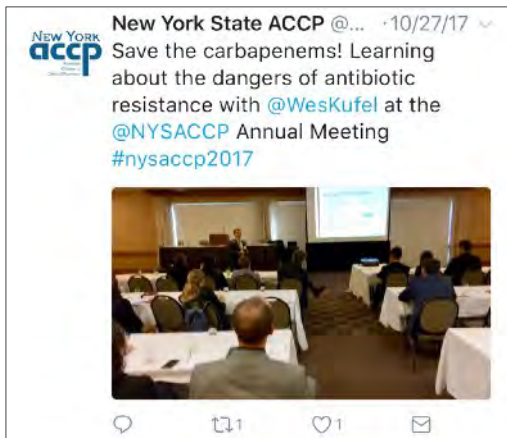 NEW YORK
accp
New York State ACCP @... ·10/27/17
Save the carbapenems! Learning
about the dangers of antibiotic
resistance with @WesKufel at the
@NYSACCP Annual Meeting
#nysaccp2017
1
1